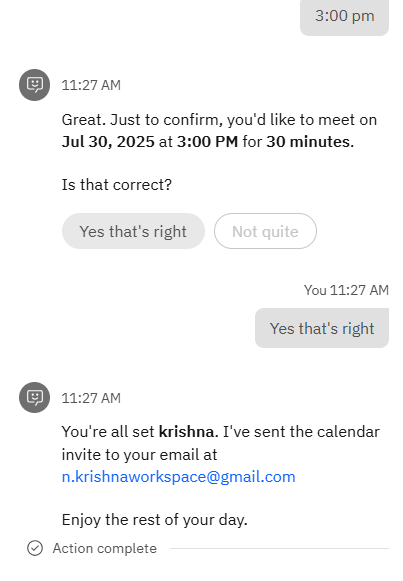 3:00 pm
11:27 AM
Great. Just to confirm, you'd like to meet on
Jul 30, 2025 at 3:00 PM for 30 minutes.
Is that correct?
Yes that's right
Not quite
You 11:27 AM
Yes that's right
11:27 AM
You're all set krishna. I've sent the calendar
invite to your email at
n.krishnaworkspace@gmail.com
Enjoy the rest of your day.
Action complete